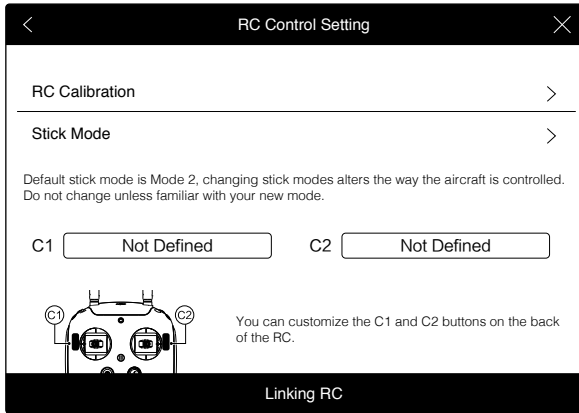 RC Control Setting
RC Calibration
Stick Mode
Default stick mode is Mode 2, changing stick modes alters the way the aircraft is controlled.
Do not change unless familiar with your new mode.
C1 Not Defined C2 Not Defined
C1 C2
You can customize the C1 and C2 buttons on the back
of the RC.
Linking RC